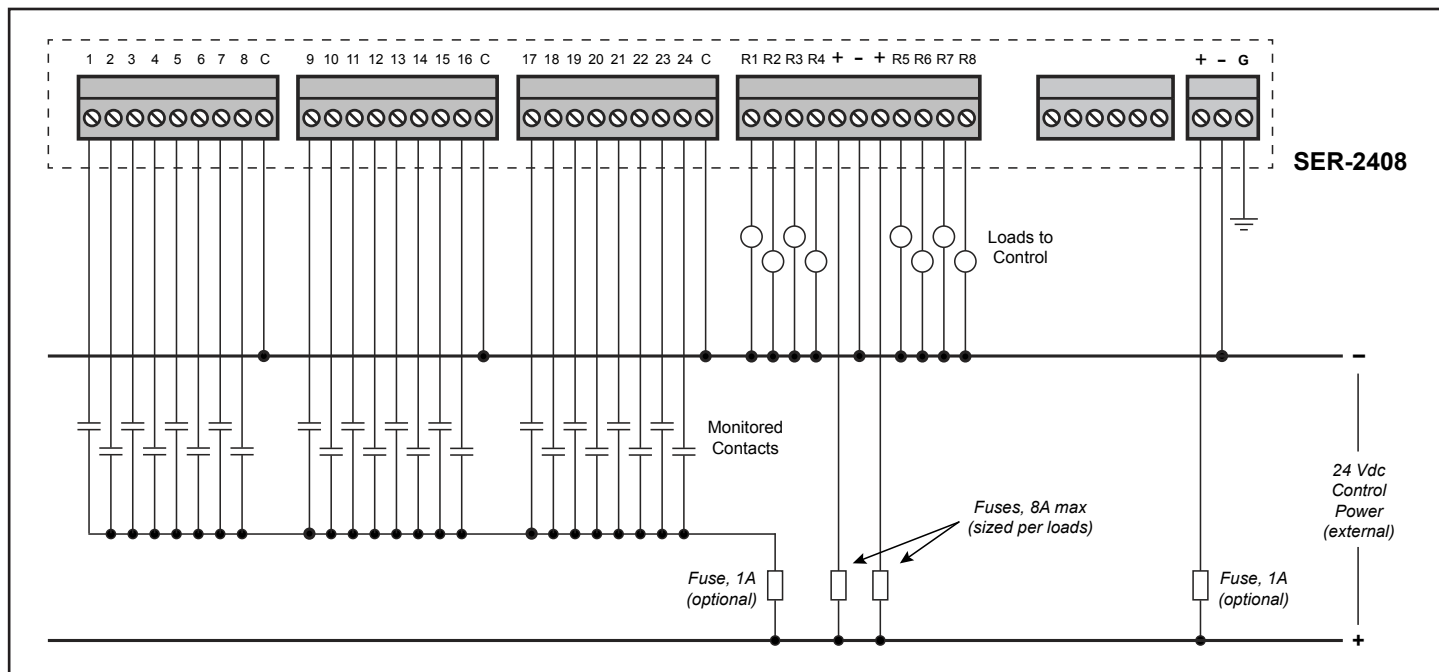 1 2 3 4 5 6 7 8 C 9 10 11 12 13 14 15 16 C 17 18 19 20 21 22 23 24 C R1 R2 R3 R4 + – + R5 R6 R7 R8 + – G
SER-2408
Loads to
Control
–
Monitored
Contacts
24 Vdc
Control
Power
(external)
Fuses, 8A max
(sized per loads)
Fuse, 1A
(optional)
Fuse, 1A
(optional)
+